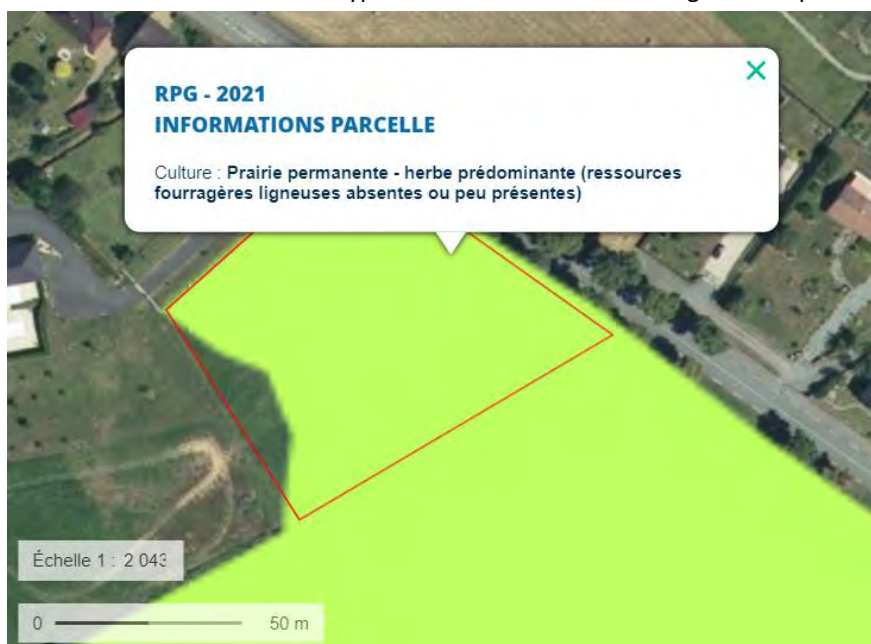 RPG - 2021
INFORMATIONS PARCELLE
Culture : Prairie permanente - herbe prédominante (ressources
fourragères ligneuses absentes ou peu présentes)
Échelle 1 : 2 043
0 50 m